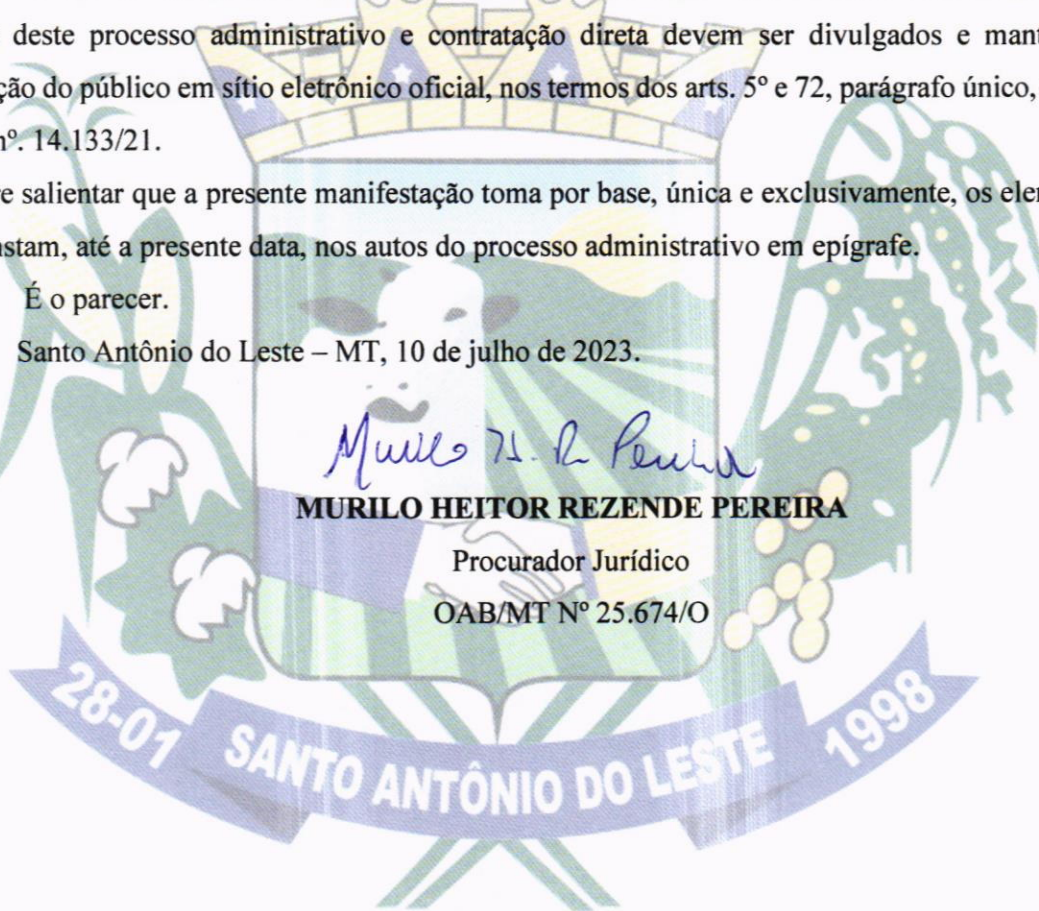 deste processo administrativo e contratação direta devem ser divulgados e mant
ção do público em sítio eletrônico oficial, nos termos dos arts. 5º e 72, parágrafo único,
nº. 14.133/21.
re salientar que a presente manifestação toma por base, única e exclusivamente, os eler
nstam, até a presente data, nos autos do processo administrativo em epígrafe.
É o parecer.
Santo Antônio do Leste – MT, 10 de julho de 2023.
Murilo H. R. Pereira
MURILO HEITOR REZENDE PEREIRA
Procurador Jurídico
OAB/MT Nº 25.674/O
28-01 SANTO ANTÔNIO DO LESTE 1998